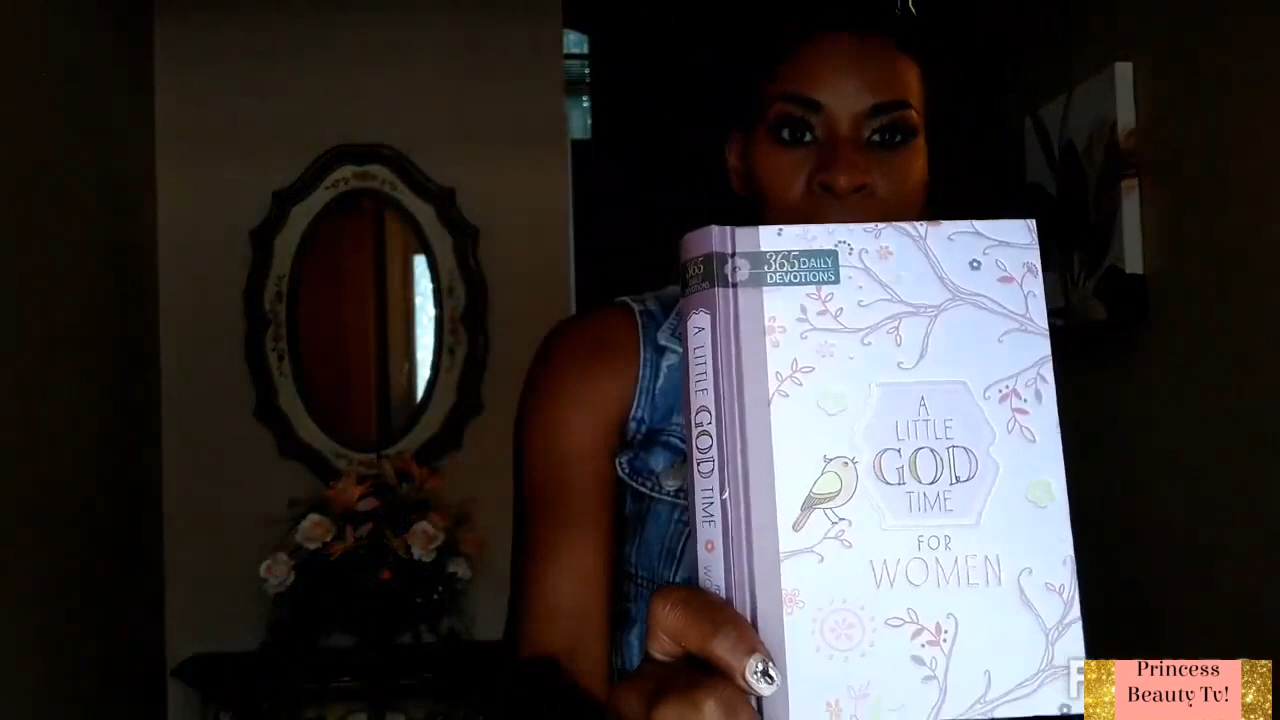 365 DAILY
DEVOTIONS
365
DAILY
DEVOTIONS
A LITTLE GOD TIME
A
LITTLE
GOD
TIME
FOR
WOMEN
Princess
Beauty Tv!